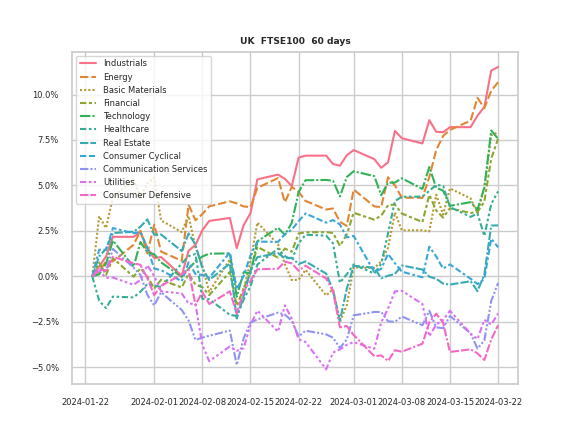 UK FTSE100 60 days
Industrials
Energy
Basic Materials
Financial
Technology
Healthcare
Real Estate
Consumer Cyclical
Communication Services
Utilities
Consumer Defensive
10.0%
7.5%
5.0%
2.5%
0.0%
−2.5%
−5.0%
2024-01-22
2024-02-01
2024-02-08
2024-02-15
2024-02-22
2024-03-01
2024-03-08
2024-03-15
2024-03-22